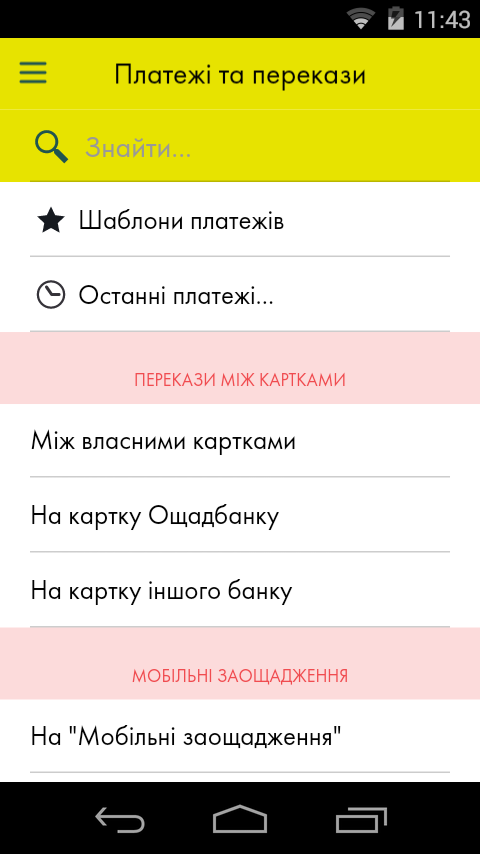 11:43
Платежі та перекази
Знайти...
Шаблони платежів
Останні платежі...
ПЕРЕКАЗИ МІЖ КАРТКАМИ
Між власними картками
На картку Ощадбанку
На картку іншого банку
МОБІЛЬНІ ЗАОЩАДЖЕННЯ
На "Мобільні заощадження"